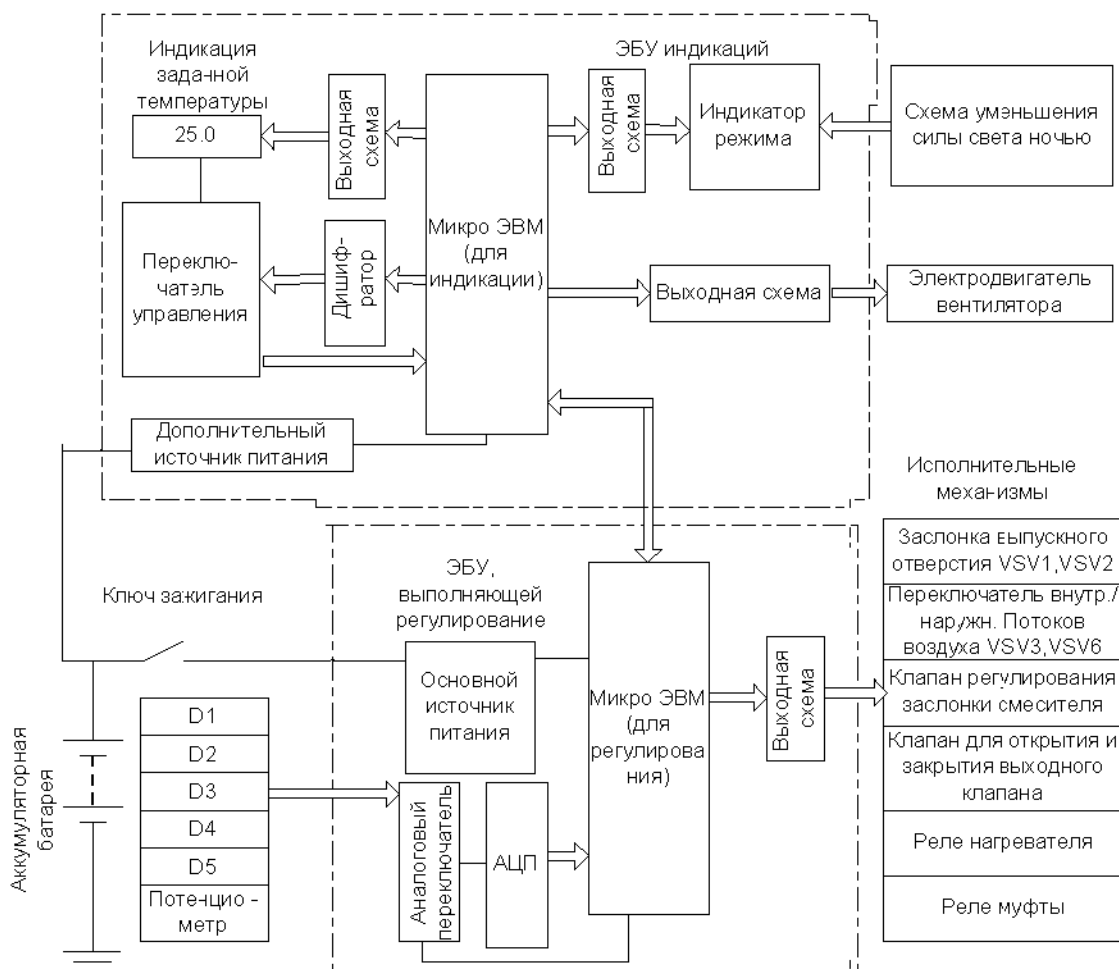 Индикация
заданной
температуры
25.0
Переклю-
чатель
управления
Выходная
схема
Дишиф-
ратор
Микро ЭВМ
(для
индикации)
ЭБУ индикаций
Выходная
схема
Индикатор
режима
Схема уменьшения
силы света ночью
Выходная схема
Электродвигатель
вентилятора
Дополнительный
источник питания
Ключ зажигания
Аккумуляторная
батарея
D1
D2
D3
D4
D5
Потенцио -
метр
ЭБУ,
выполняющей
регулирование
Основной
источник
питания
Аналоговый
переключатель
АЦП
Микро ЭВМ
(для
регулирова
ния)
Выходная
схема
Исполнительные
механизмы
Заслонка выпускного
отверстия VSV1,VSV2
Переключатель внутр./
наружн. Потоков
воздуха VSV3,VSV6
Клапан регулирования
заслонки смесителя
Клапан для открытия и
закрытия выходного
клапана
Реле нагревателя
Реле муфты